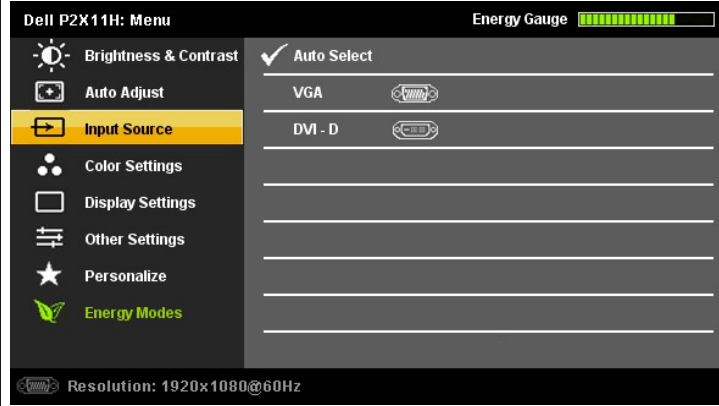 Dell P2X11H: Menu
Energy Gauge
Brightness & Contrast
Auto Select
Auto Adjust
VGA
Input Source
DVI - D
Color Settings
Display Settings
Other Settings
Personalize
Energy Modes
Resolution: 1920x1080@60Hz